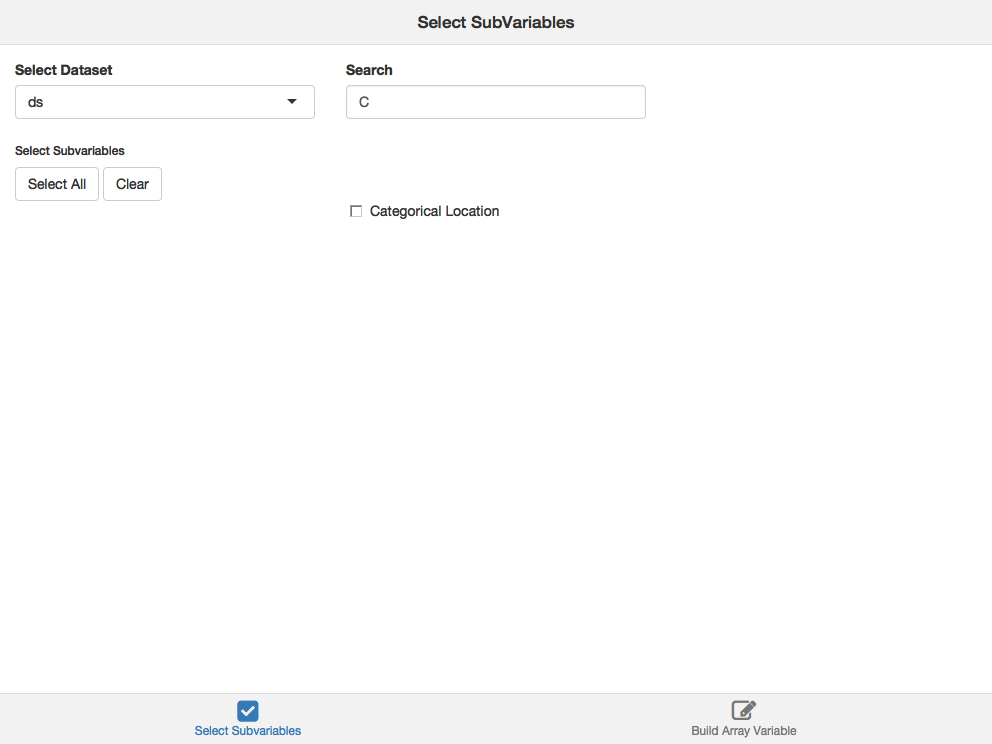 Select SubVariables
Select Dataset
Search
ds
C
Select Subvariables
Select All
Clear
Categorical Location
Select Subvariables
Build Array Variable